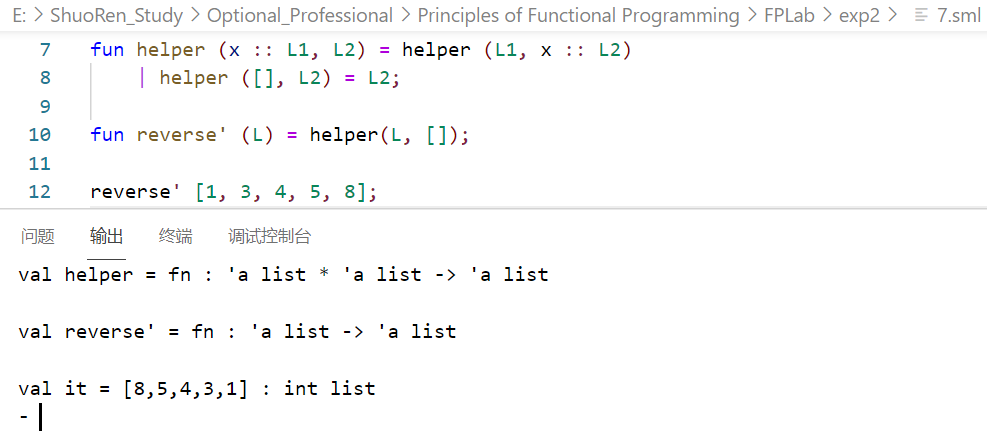 E: > ShuoRen_Study > Optional_Professional > Principles of Functional Programming > FPLab > exp2 > 7.sml
7 fun helper (x :: L1, L2) = helper (L1, x :: L2)
8 | helper ([], L2) = L2;
9
10 fun reverse' (L) = helper(L, []);
11
12 reverse' [1, 3, 4, 5, 8];
问题 输出 终端 调试控制台
val helper = fn : 'a list * 'a list -> 'a list
val reverse' = fn : 'a list -> 'a list
val it = [8,5,4,3,1] : int list
-